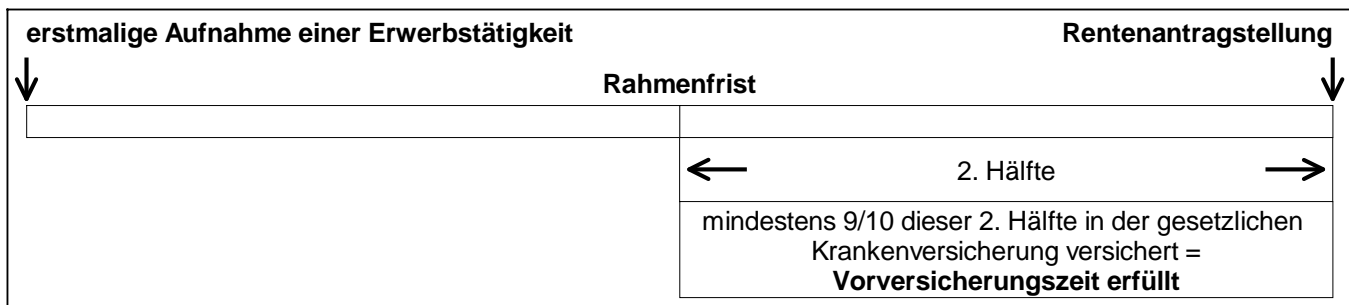 erstmalige Aufnahme einer Erwerbstätigkeit
Rentenantragstellung
Rahmenfrist
2. Hälfte
mindestens 9/10 dieser 2. Hälfte in der gesetzlichen
Krankenversicherung versichert =
Vorversicherungszeit erfüllt